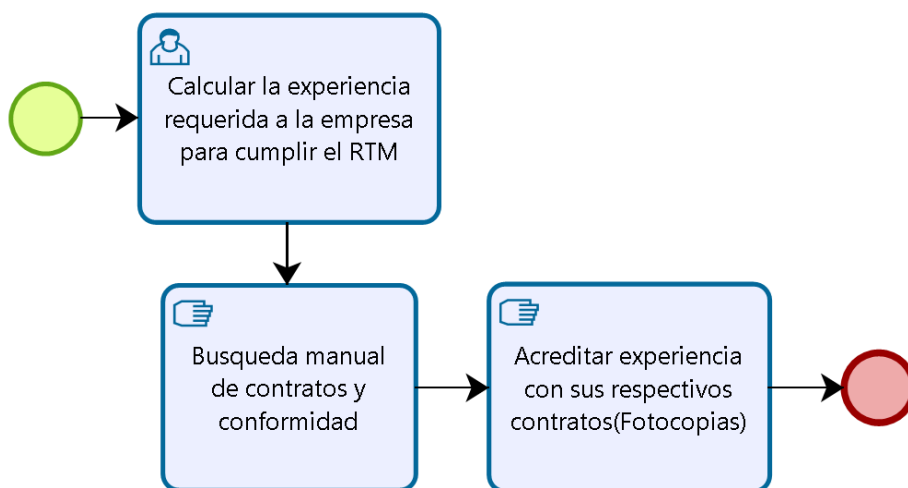 Calcular la experiencia
requerida a la empresa
para cumplir el RTM
Busqueda manual
de contratos y
conformidad
Acreditar experiencia
con sus respectivos
contratos(Fotocopias)